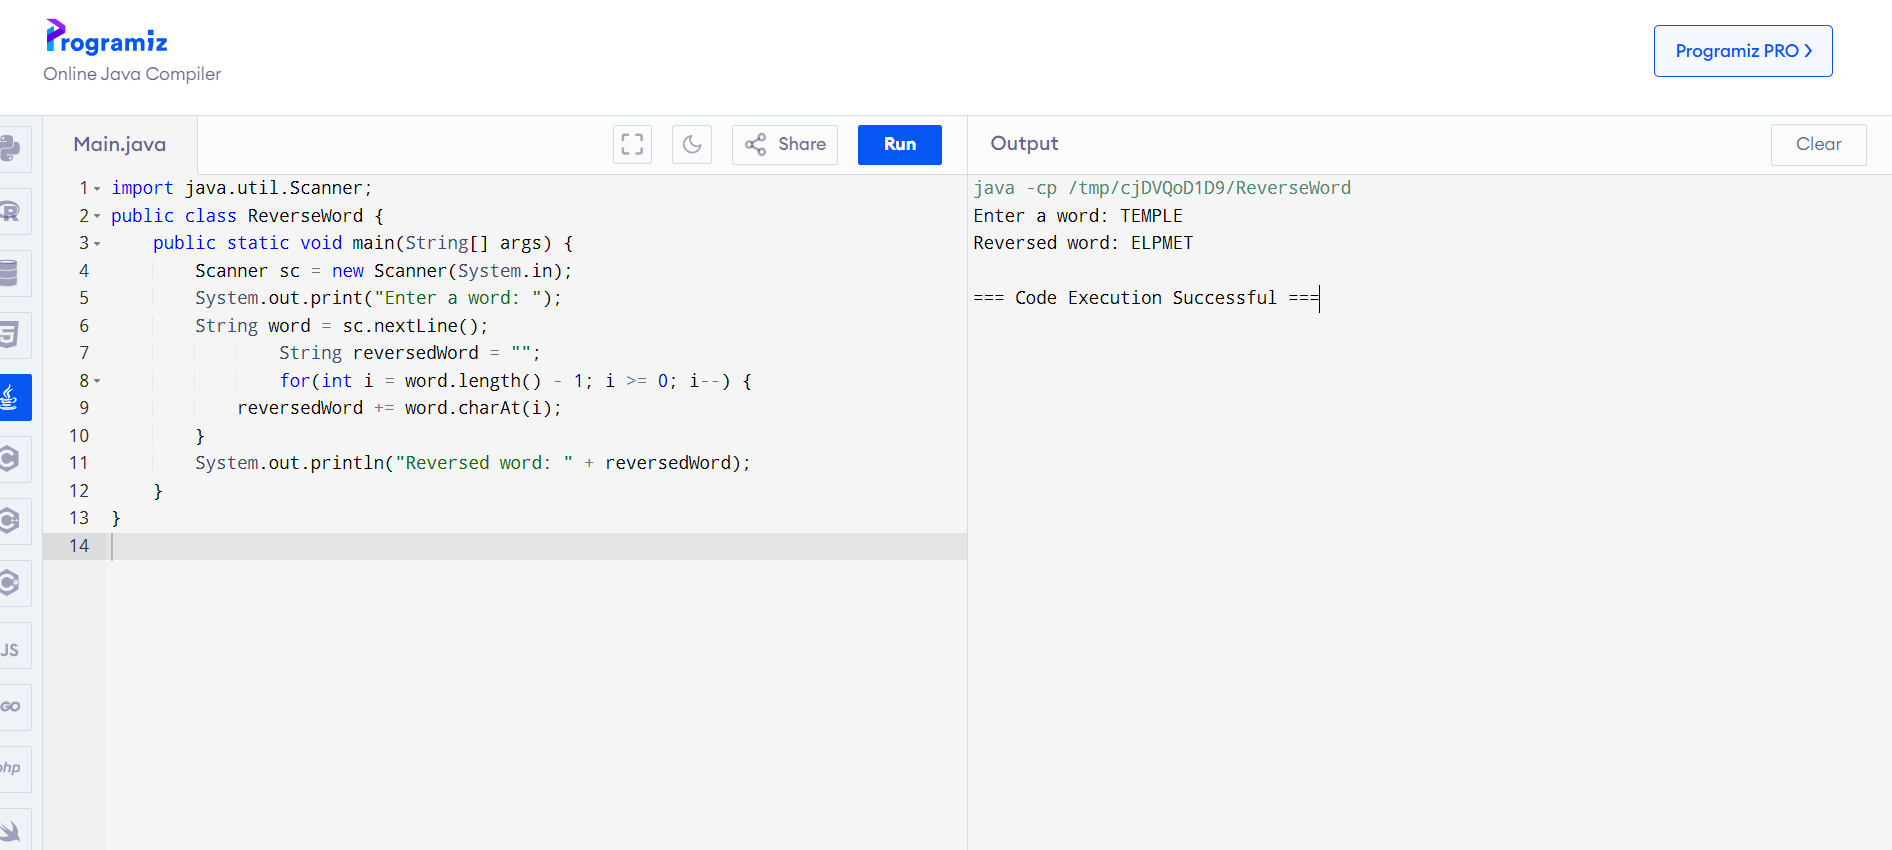 Programiz
Online Java Compiler
Programiz PRO >
Main.java
Share
Run
Output
Clear
1 import java.util.Scanner;
2 public class ReverseWord {
3     public static void main(String[] args) {
4         Scanner sc = new Scanner(System.in);
5         System.out.print("Enter a word: ");
6         String word = sc.nextLine();
7                 String reversedWord = "";
8                 for(int i = word.length() - 1; i >= 0; i--) {
9             reversedWord += word.charAt(i);
10         }
11         System.out.println("Reversed word: " + reversedWord);
12     }
13 }
14
java -cp /tmp/cjDVQoD1D9/ReverseWord
Enter a word: TEMPLE
Reversed word: ELPMET
=== Code Execution Successful ===
R
5
C
C+
C#
JS
GO
php